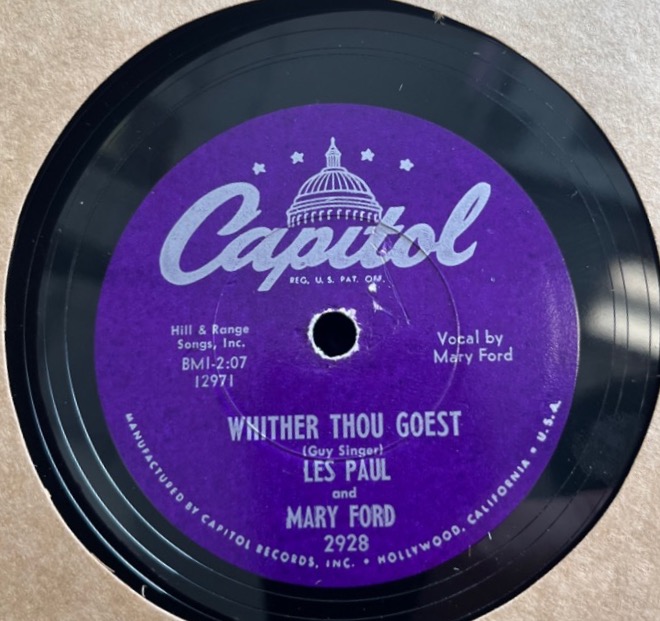 Capitol
REG. U.S. PAT. OFF.
Hill & Range
Songs, Inc.
BMI-2:07
12971
Vocal by
Mary Ford
WHITHER THOU GOEST
(Guy Singer)
LES PAUL
and
MARY FORD
2928
MANUFACTURED BY CAPITOL RECORDS, INC. • HOLLYWOOD, CALIFORNIA • U.S.A.